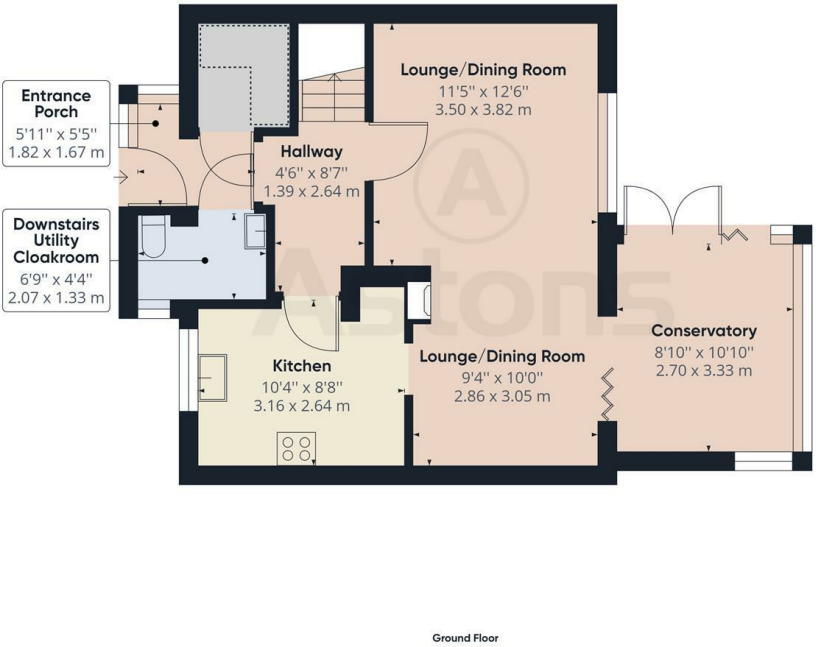 Entrance
Porch
5'11" x 5'5"
1.82 x 1.67 m
Downstairs
Utility
Cloakroom
6'9" x 4'4"
2.07 x 1.33 m
Hallway
4'6" x 8'7"
1.39 x 2.64 m
Lounge/Dining Room
11'5" x 12'6"
3.50 x 3.82 m
A
Astons
Kitchen
10'4" x 8'8"
3.16 x 2.64 m
Lounge/Dining Room
9'4" x 10'0"
2.86 x 3.05 m
Conservatory
8'10" x 10'10"
2.70 x 3.33 m
Ground Floor